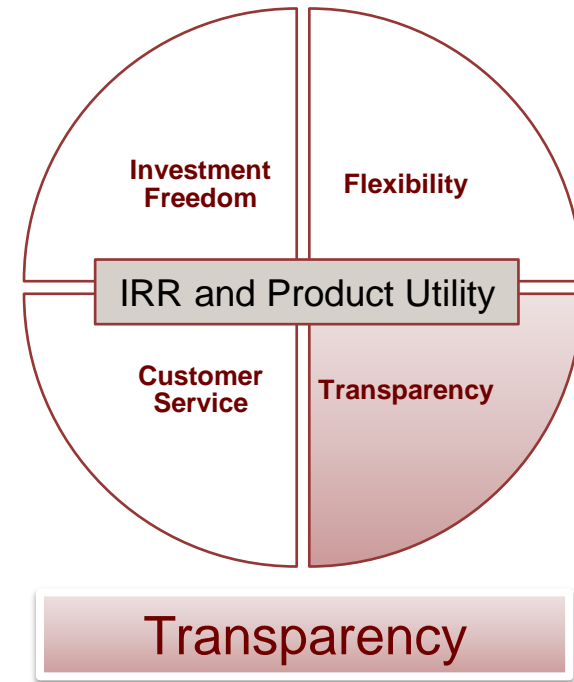 Investment
Freedom
Flexibility
IRR and Product Utility
Customer
Service
Transparency
Transparency